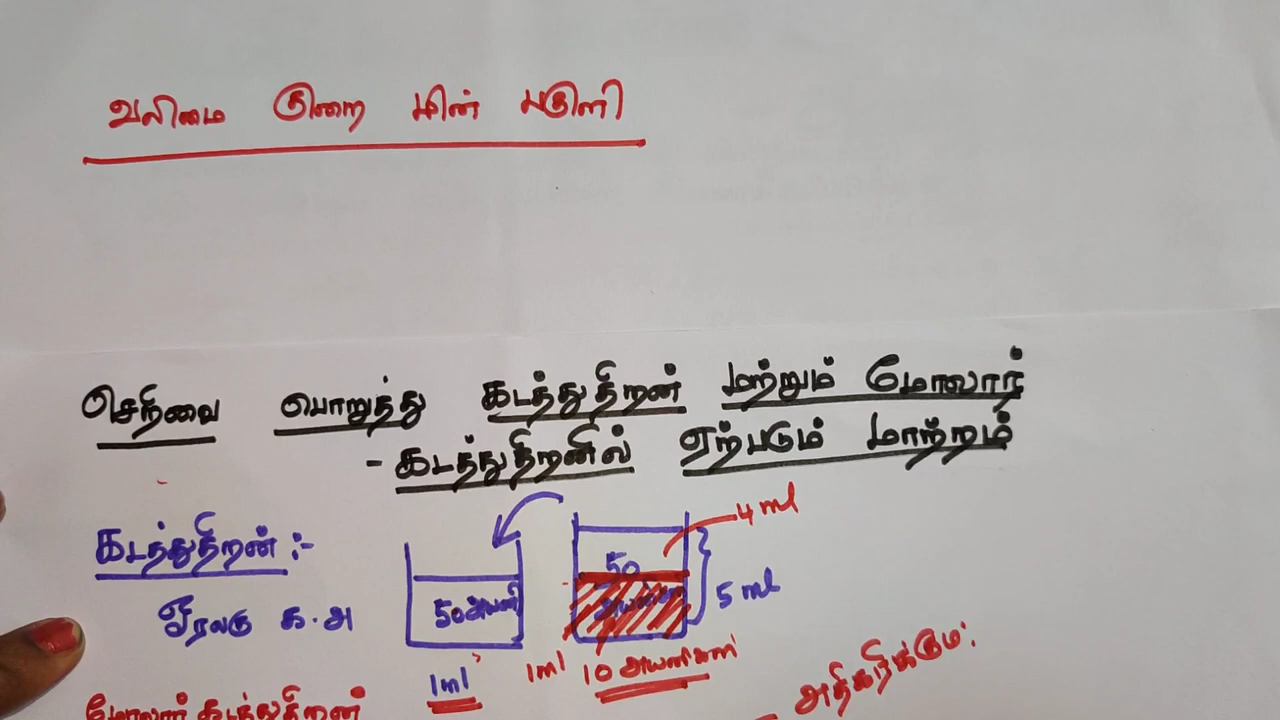 வலிமை குறை மின் பகுளி
செறிவை பொறுத்து கடத்துதிறன் மற்றும் மோலார்
- கடத்துதிறனில் ஏற்படும் மாற்றம்
கடத்துதிறன் :-
ஓரலகு க.அ
50 அயனி
1ml
50
4 ml
5 ml
1ml 10 அயனிகள்
அதிகரிக்கும்:
மோலார் கடத்துதிறன்